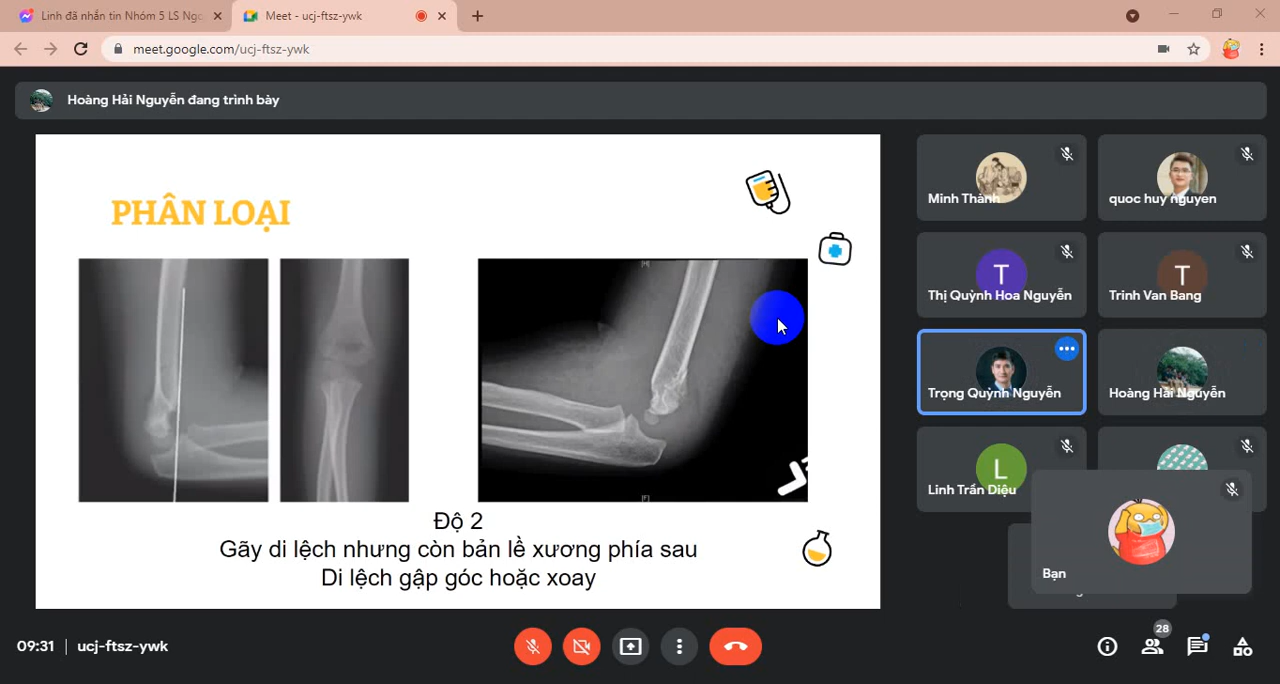 Linh đã nhắn tin Nhóm 5 LS Ngo
Meet - ucj-ftsz-ywk
meet.google.com/ucj-ftsz-ywk
Hoàng Hải Nguyễn đang trình bày
PHÂN LOẠI
Độ 2
Gãy di lệch nhưng còn bản lề xương phía sau
Di lệch gập góc hoặc xoay
Minh Thành
quoc huy nguyen
T
Thị Quỳnh Hoa Nguyễn
T
Trinh Van Bang
Trọng Quỳnh Nguyễn
Hoàng Hải Nguyễn
L
Linh Trần Diệu
Bạn
09:31
ucj-ftsz-ywk
28